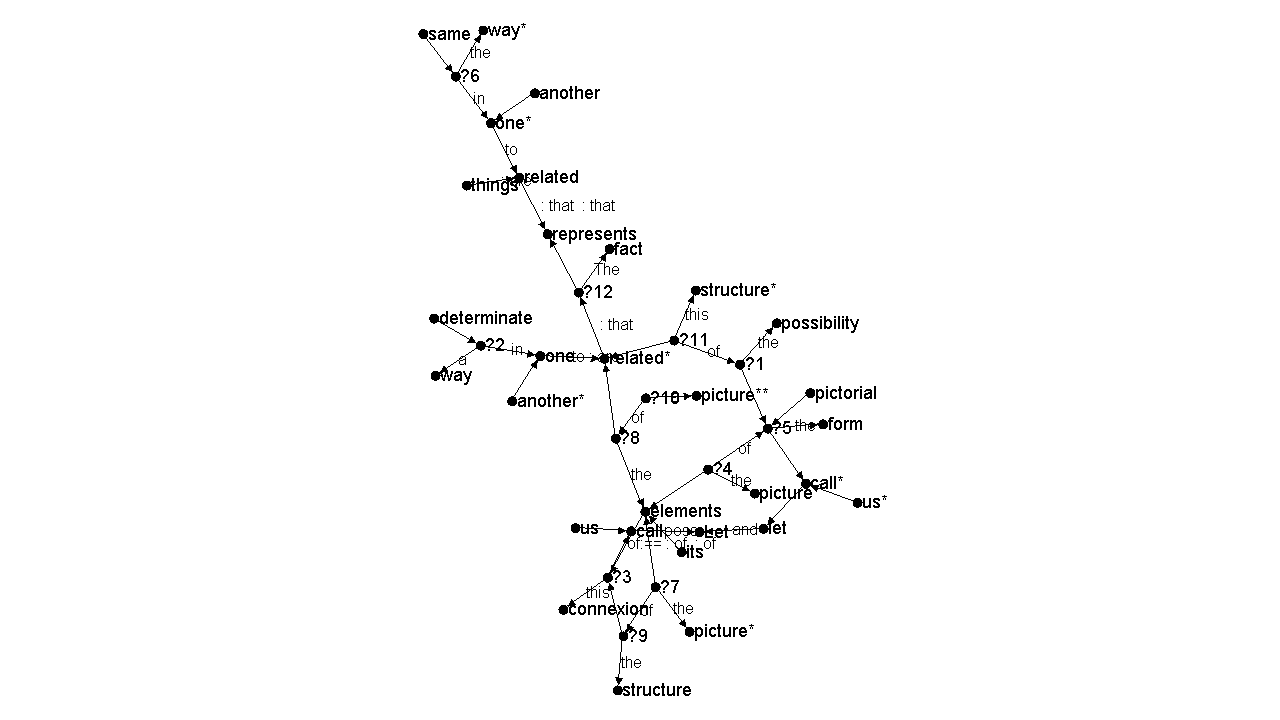 same
way*
the
?6
in
another
one*
to
things
related
: that : that
represents
fact
The
?12
structure*
this
determinate
possibility
: that
the
?11
of
?2
in
one
to
related*
?1
a
way
another*
?10
picture**
pictorial
of
?8
?5
the
form
of
?4
the
the
picture
call*
us*
elements
us
call
Let
and
let
its
of == : of : of
?3
this
?7
connexion
of
the
?9
picture*
the
structure